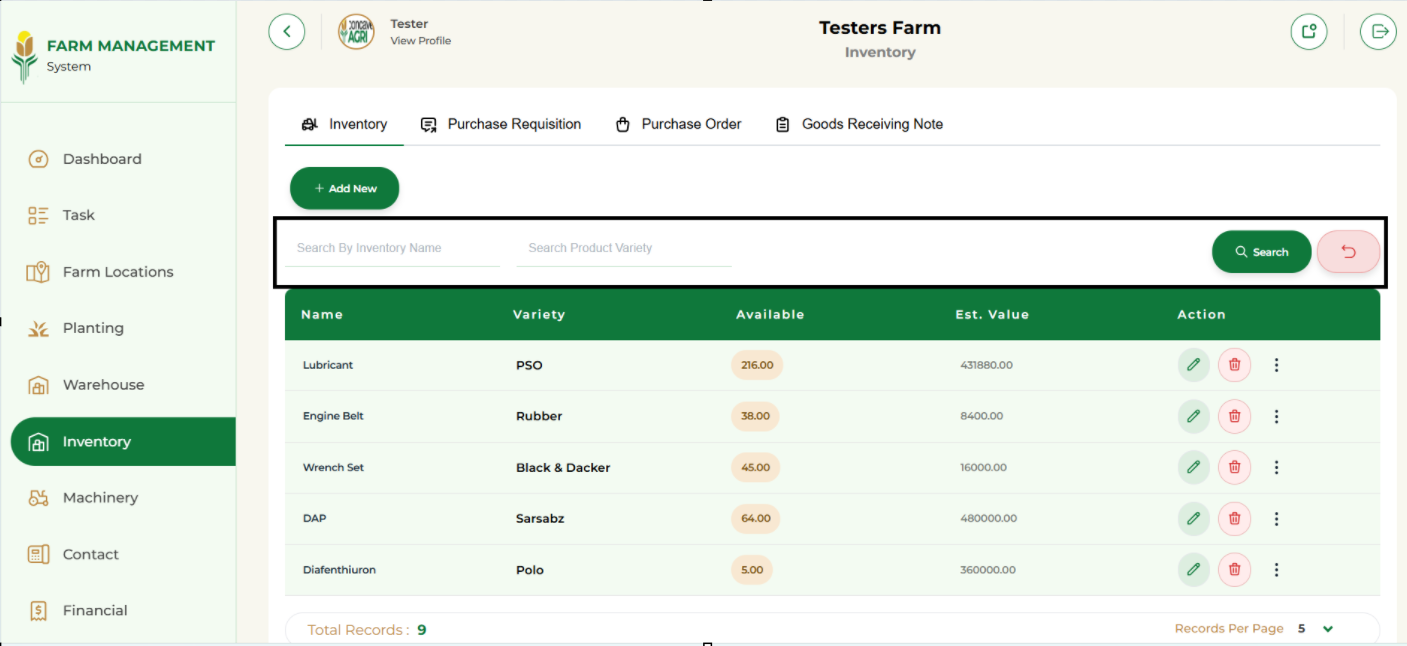 FARM MANAGEMENT
System
Tester
View Profile
Testers Farm
Inventory
Dashboard
Task
Farm Locations
Planting
Warehouse
Inventory
Machinery
Contact
Financial
Inventory Purchase Requisition Purchase Order Goods Receiving Note
+ Add New
Search By Inventory Name Search Product Variety Search
Name Variety Available Est. Value Action
Lubricant PSO 216.00 431880.00
Engine Belt Rubber 38.00 8400.00
Wrench Set Black & Dacker 45.00 16000.00
DAP Sarsabz 64.00 480000.00
Diafenthiuron Polo 5.00 360000.00
Total Records : 9 Records Per Page 5